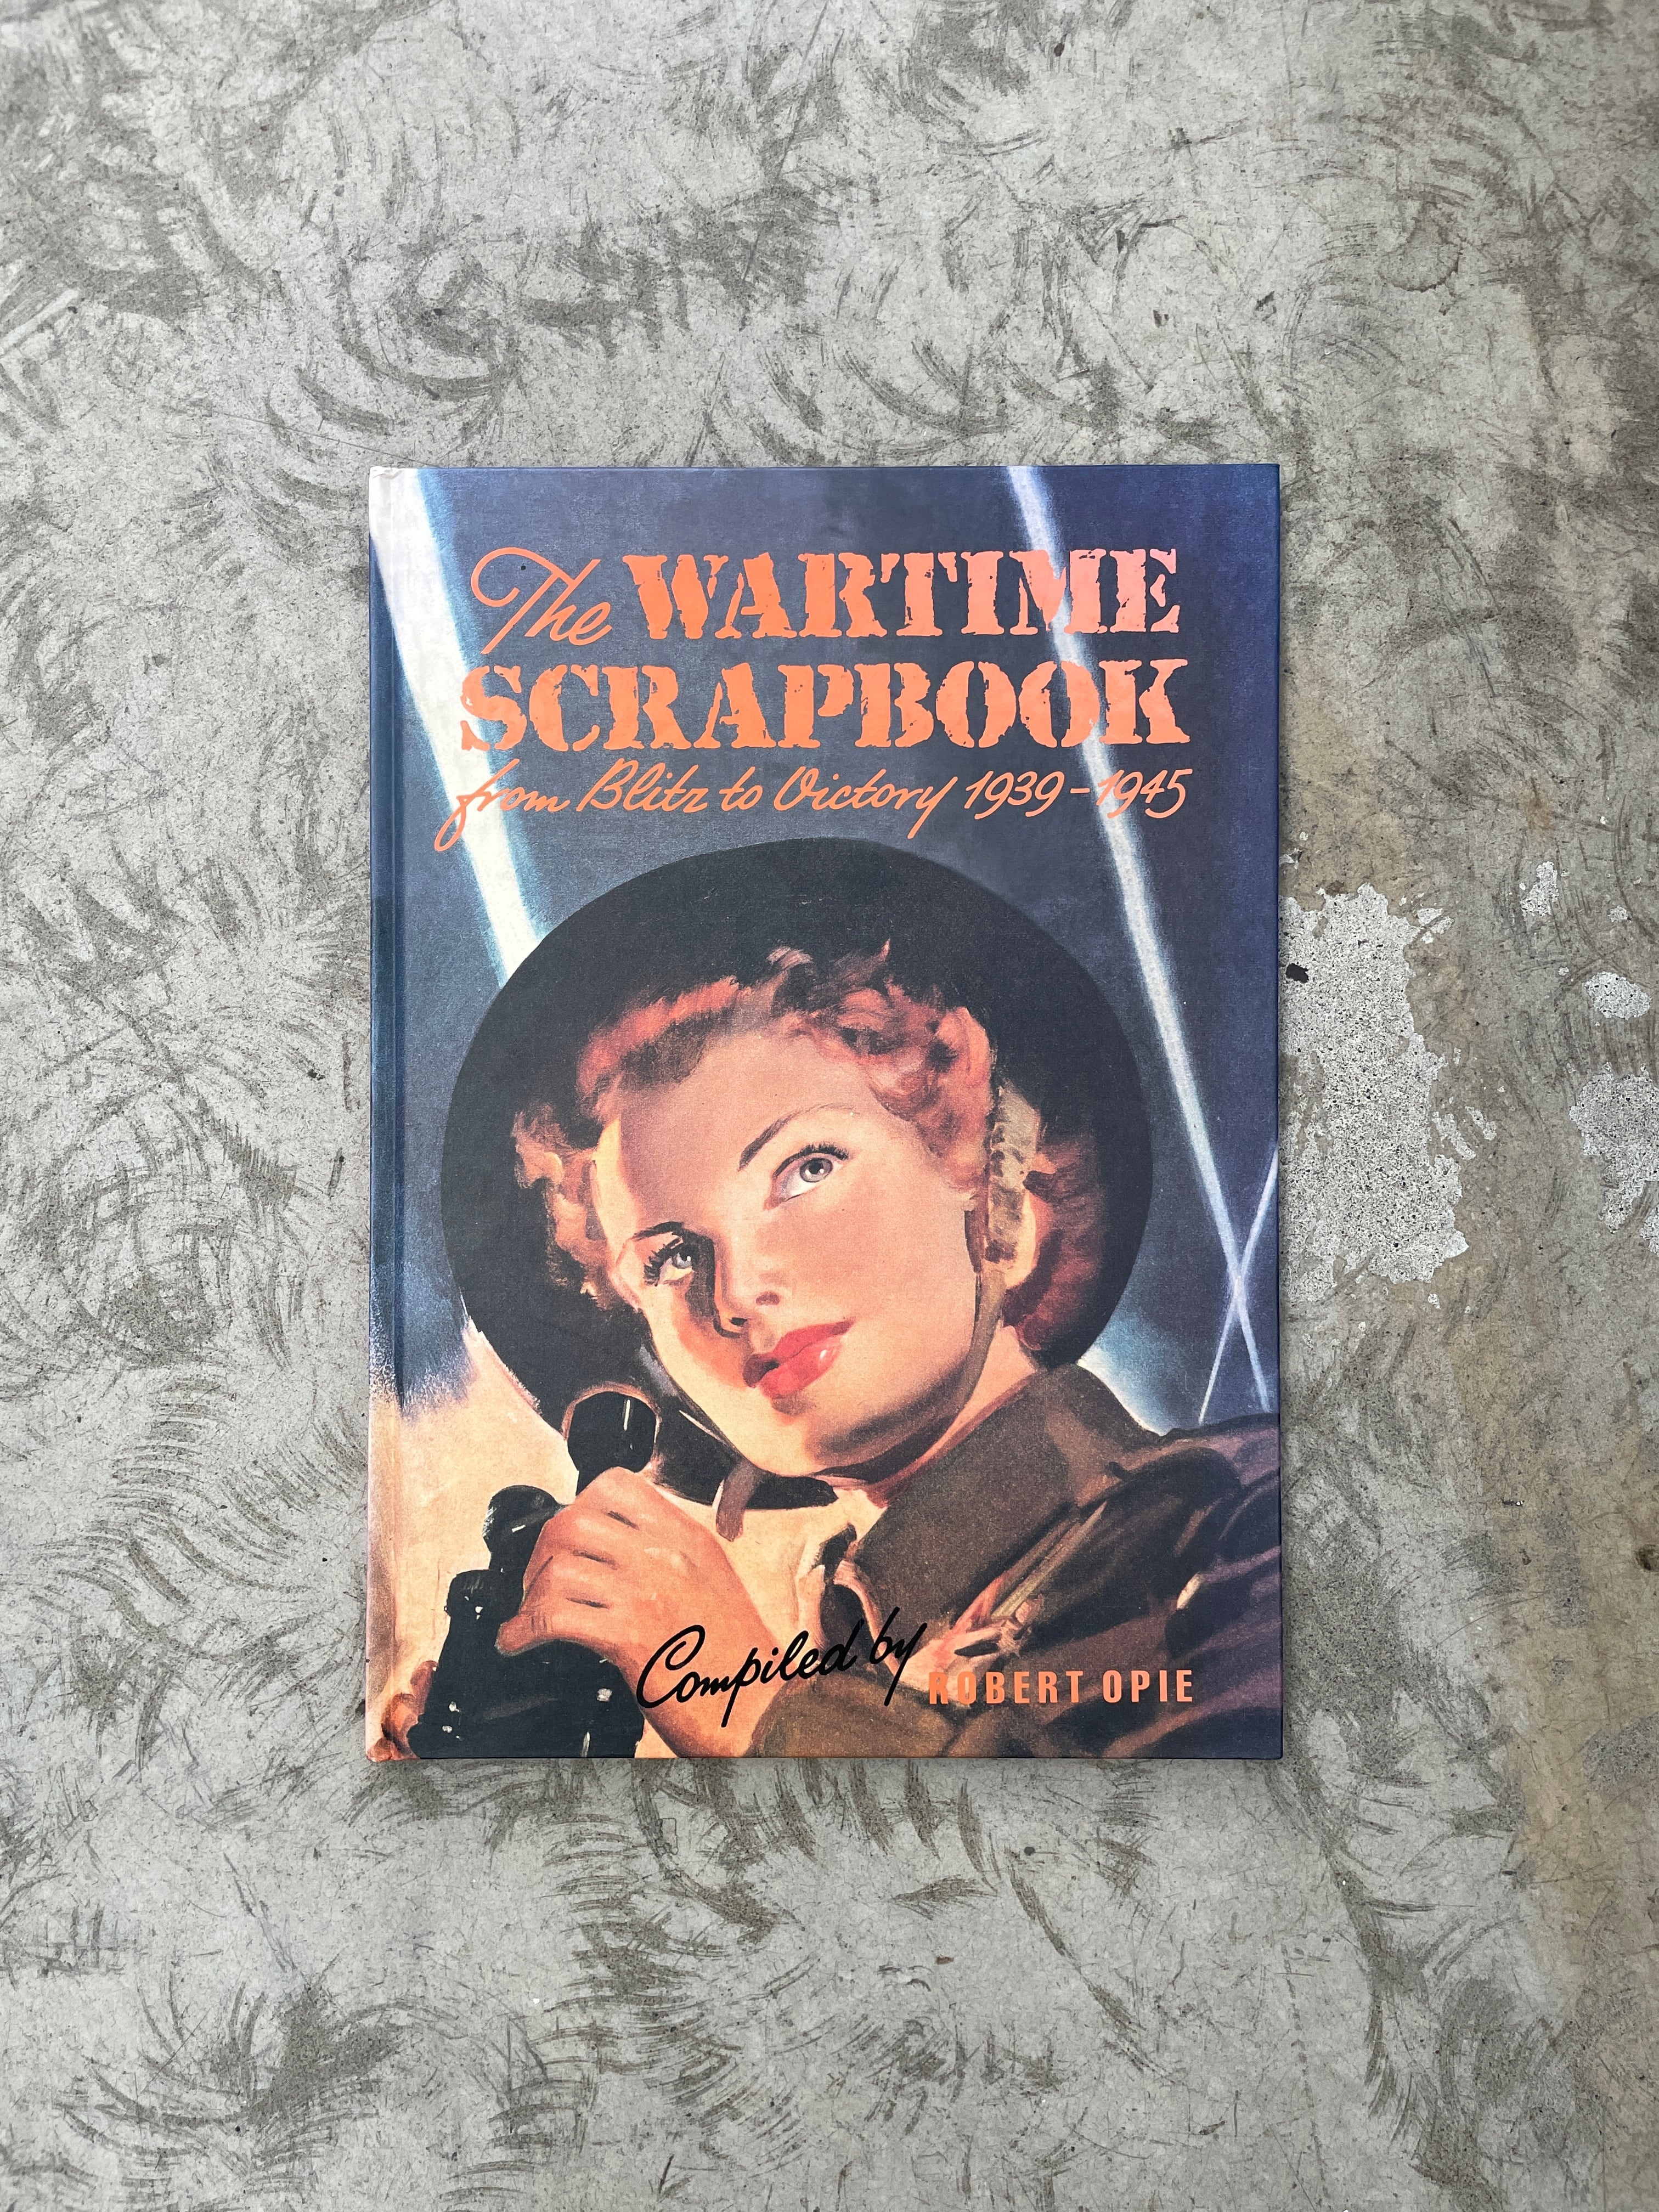 The WARTIME
SCRAPBOOK
from Blitz to Victory 1939-1945
Compiled by ROBERT OPIE